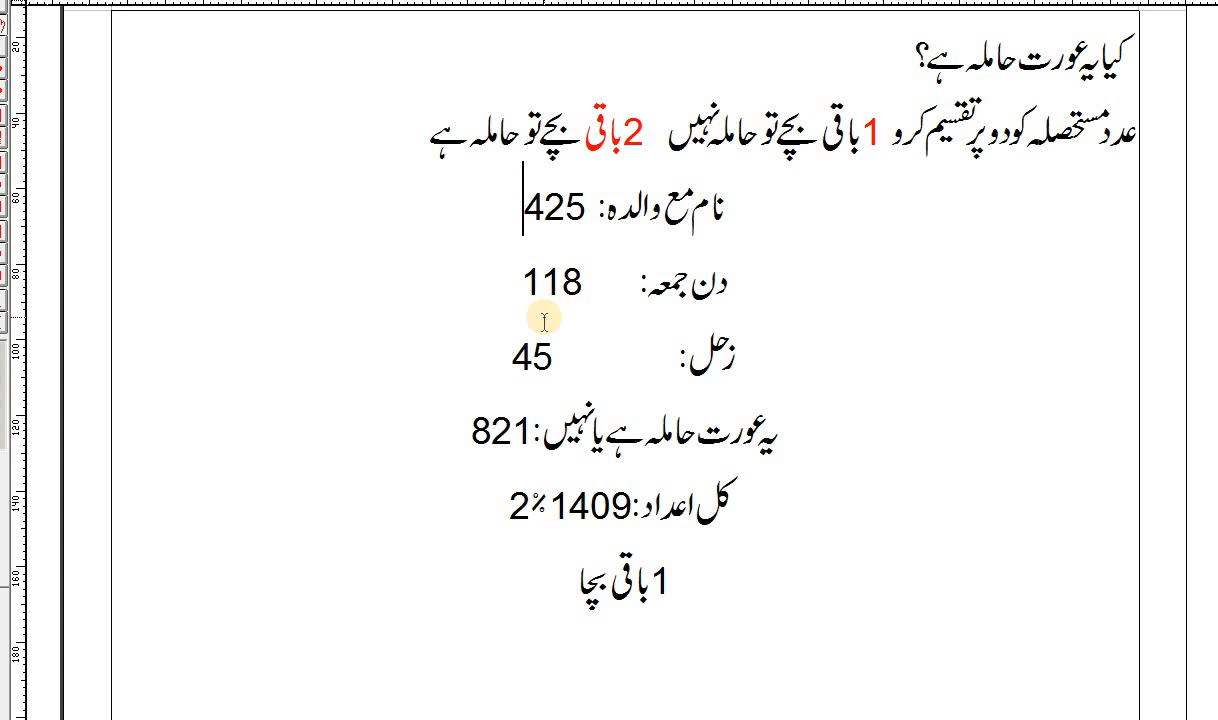 کیا یہ عورت حاملہ ہے؟
عدد مستحصلہ کو دو پر تقسیم کرو 1 باقی بچے تو حاملہ نہیں 2 باقی بچے تو حاملہ ہے
نام مع والدہ: 425
دن جمعہ: 118
زحل: 45
یہ عورت حاملہ ہے یا نہیں: 821
کل اعداد: 1409٪2
1 باقی بچا